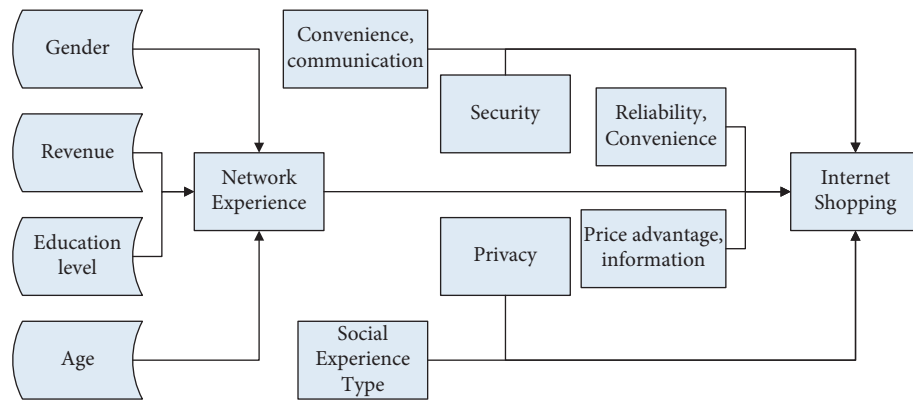 Gender
Revenue
Education
level
Age
Network
Experience
Convenience,
communication
Security
Reliability,
Convenience
Privacy
Price advantage,
information
Social
Experience
Type
Internet
Shopping